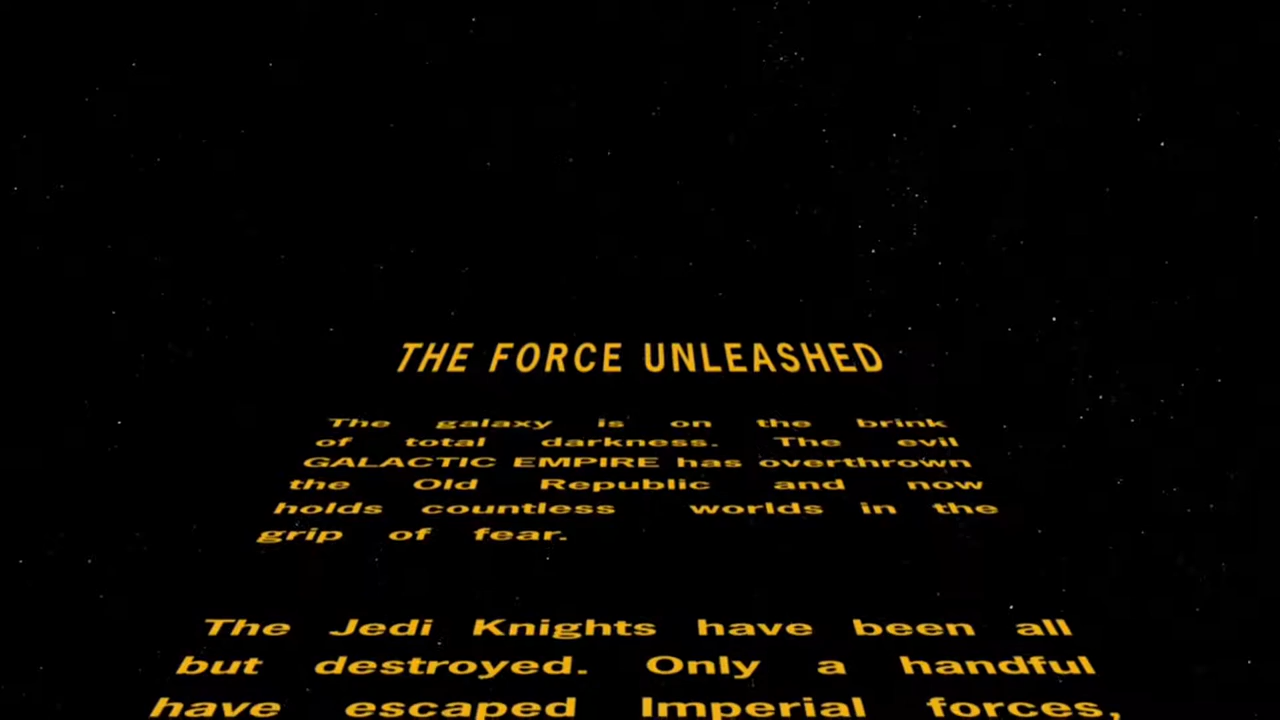 THE FORCE UNLEASHED
The galaxy is on the brink
of total darkness. The evil
GALACTIC EMPIRE has overthrown
the Old Republic and now
holds countless worlds in the
grip of fear.
The Jedi Knights have been all
but destroyed. Only a handful
have escaped Imperial forces,